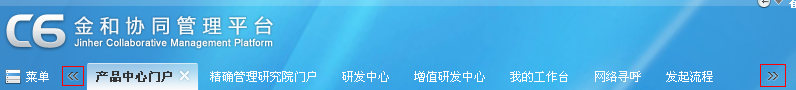 C6 金和协同管理平台
Jinher Collaborative Management Platform
菜单 « 产品中心门户 × 精确管理研究院门户 研发中心 增值研发中心 我的工作台 网络寻呼 发起流程 »